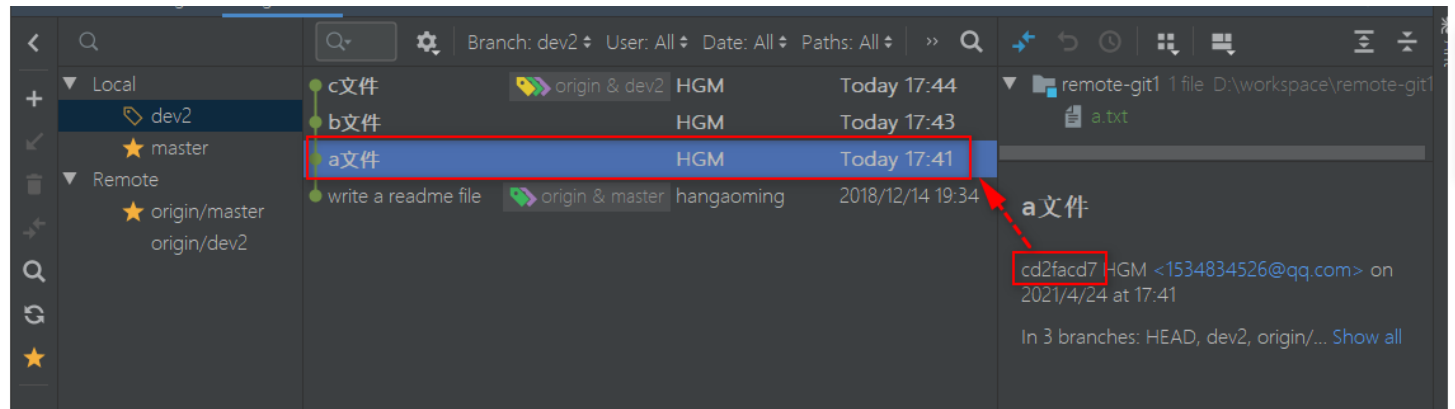 Branch: dev2 User: All Date: All Paths: All »
Local
dev2
master
Remote
origin/master
origin/dev2
c文件 origin & dev2 HGM Today 17:44
b文件 HGM Today 17:43
a文件 HGM Today 17:41
write a readme file origin & master hangaoming 2018/12/14 19:34
remote-git1 1 file D:\workspace\remote-git1
a.txt
a文件
cd2facd7 HGM <1534834526@qq.com> on
2021/4/24 at 17:41
In 3 branches: HEAD, dev2, origin/... Show all